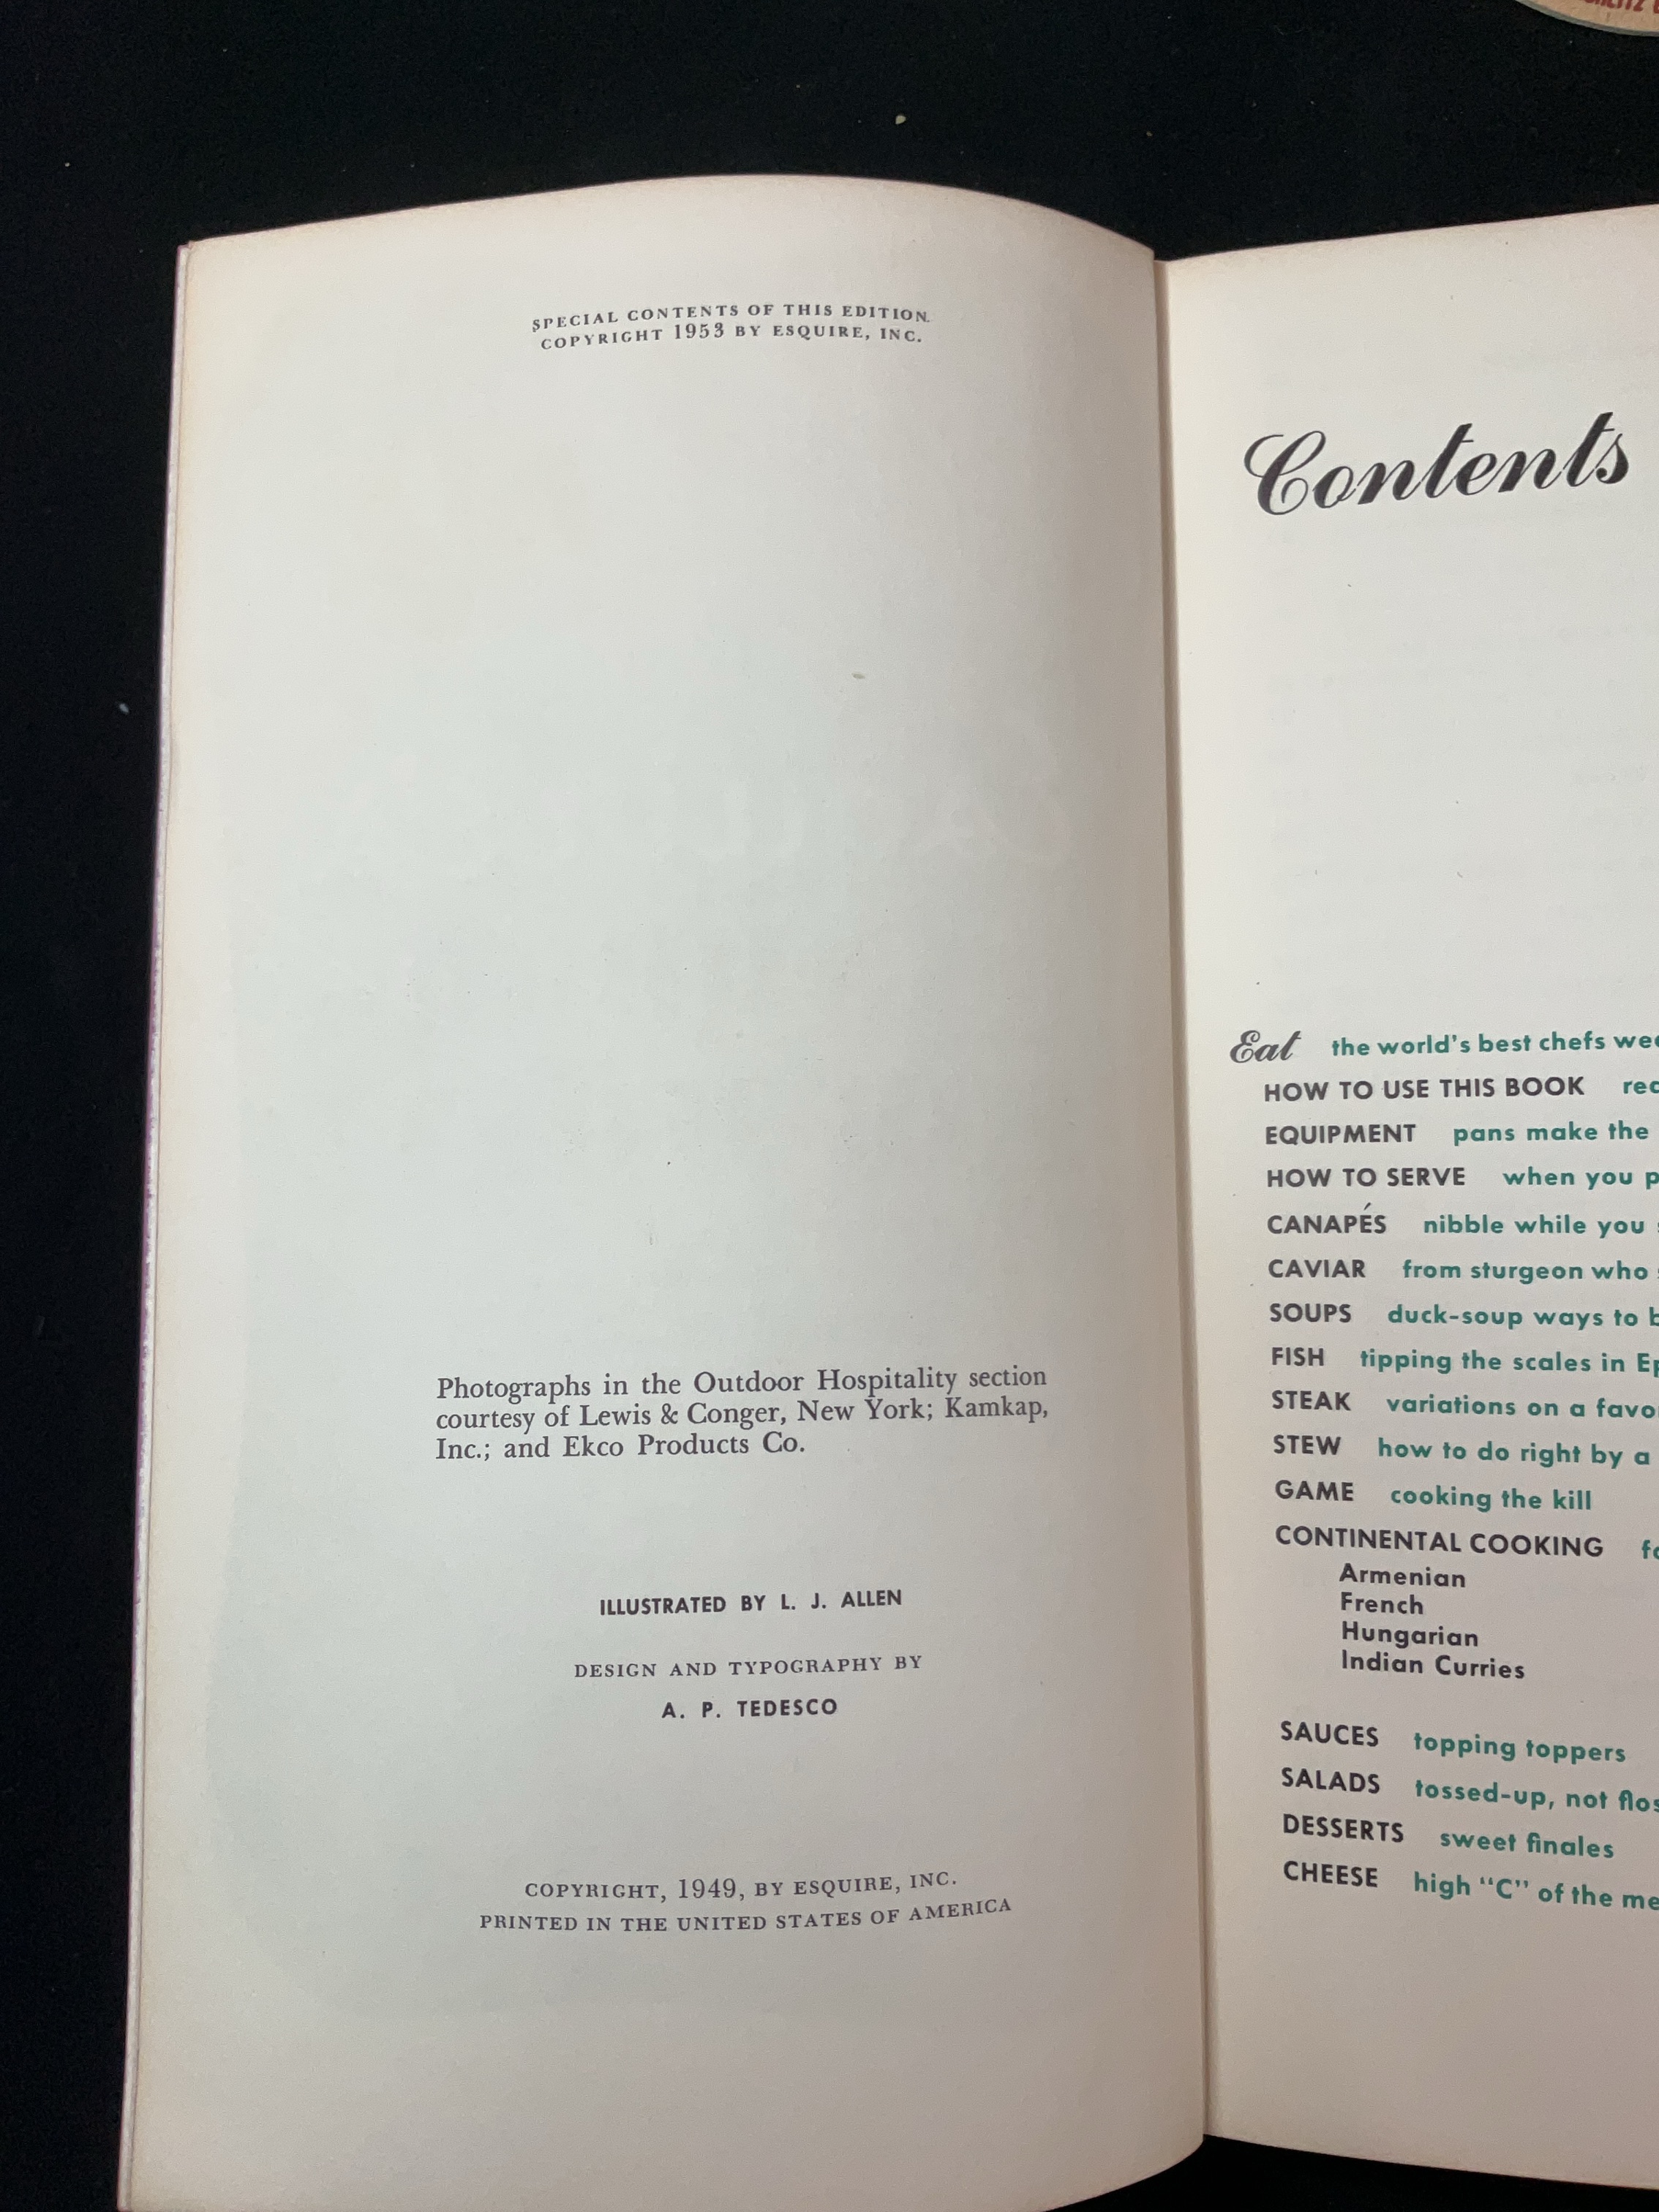 SPECIAL CONTENTS OF THIS EDITION.
COPYRIGHT 1953 BY ESQUIRE, INC.
Photographs in the Outdoor Hospitality section
courtesy of Lewis & Conger, New York; Kamkap,
Inc.; and Ekco Products Co.
ILLUSTRATED BY L. J. ALLEN
DESIGN AND TYPOGRAPHY BY
A. P. TEDESCO
COPYRIGHT, 1949, BY ESQUIRE, INC.
PRINTED IN THE UNITED STATES OF AMERICA
Contents
Eat the world's best chefs
HOW TO USE THIS BOOK
EQUIPMENT pans make the
HOW TO SERVE when you
CANAPÉS nibble while you
CAVIAR from sturgeon who
SOUPS duck-soup ways to
FISH tipping the scales in
STEAK variations on a
STEW how to do right by a
GAME cooking the kill
CONTINENTAL COOKING
Armenian
French
Hungarian
Indian Curries
SAUCES topping toppers
SALADS tossed-up, not
DESSERTS sweet finales
CHEESE high “C” of the